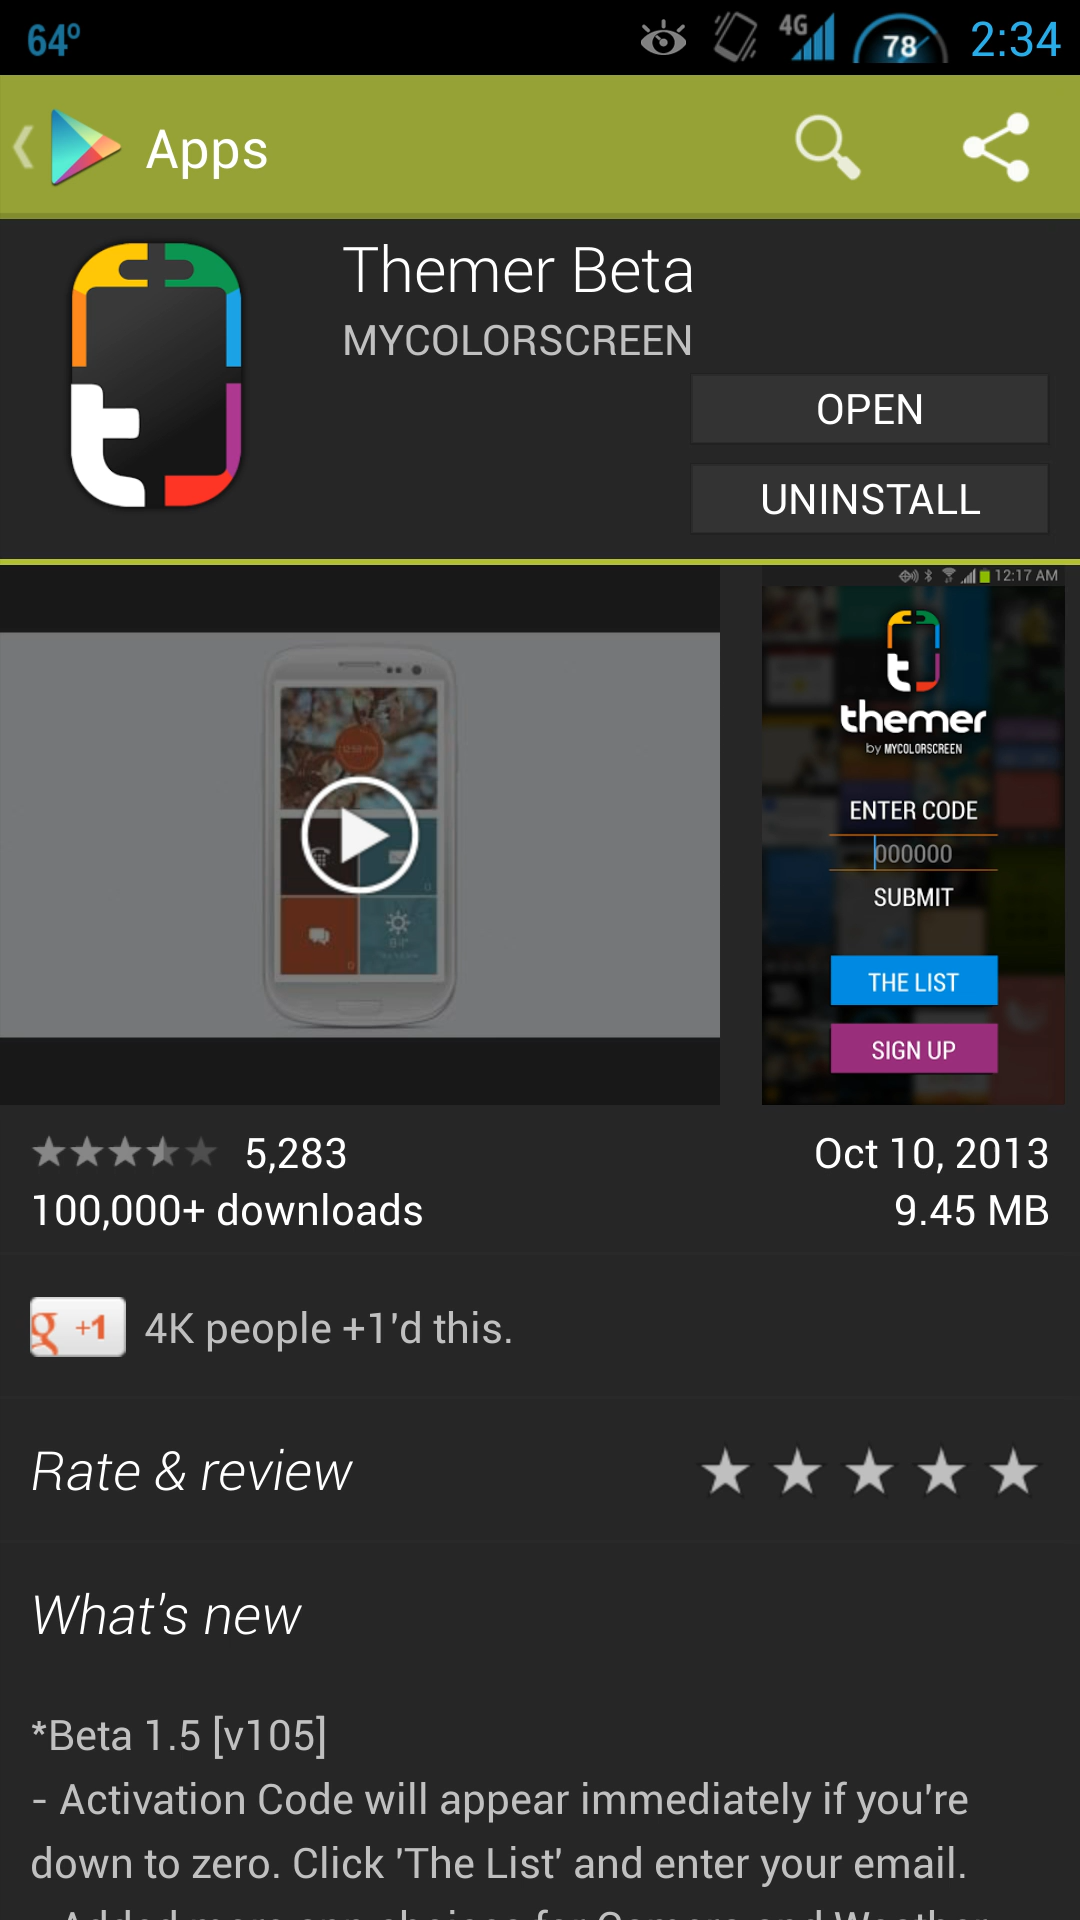 64°
4G
78
2:34
Apps
Themer Beta
MYCOLORSCREEN
OPEN
UNINSTALL
12:17 AM
themer
by MYCOLORSCREEN
ENTER CODE
000000
SUBMIT
THE LIST
SIGN UP
5,283
Oct 10, 2013
100,000+ downloads
9.45 MB
g +1
4K people +1'd this.
Rate & review
What's new
*Beta 1.5 [v105]
- Activation Code will appear immediately if you're
down to zero. Click 'The List' and enter your email.